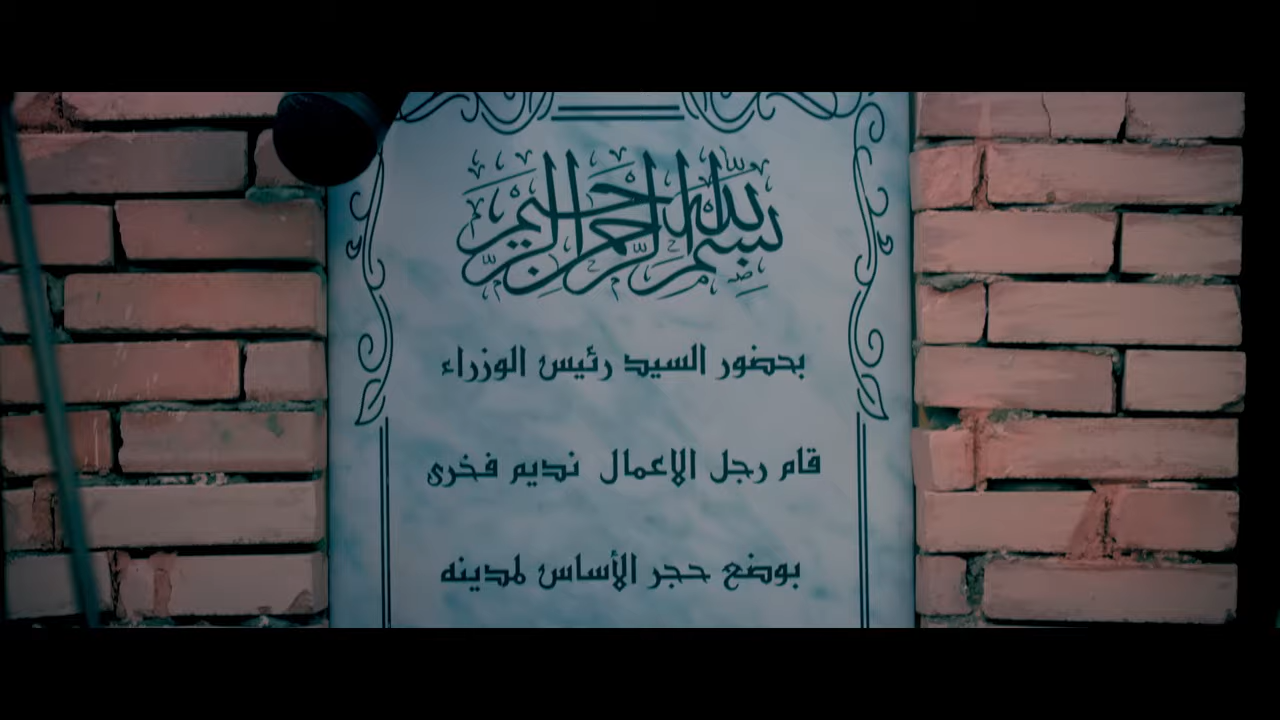 بسم الله الرحمن الرحيم
بحضور السيد رئيس الوزراء
قام رجل الاعمال نديم فخرى
بوضع حجر الأساس لمدينه